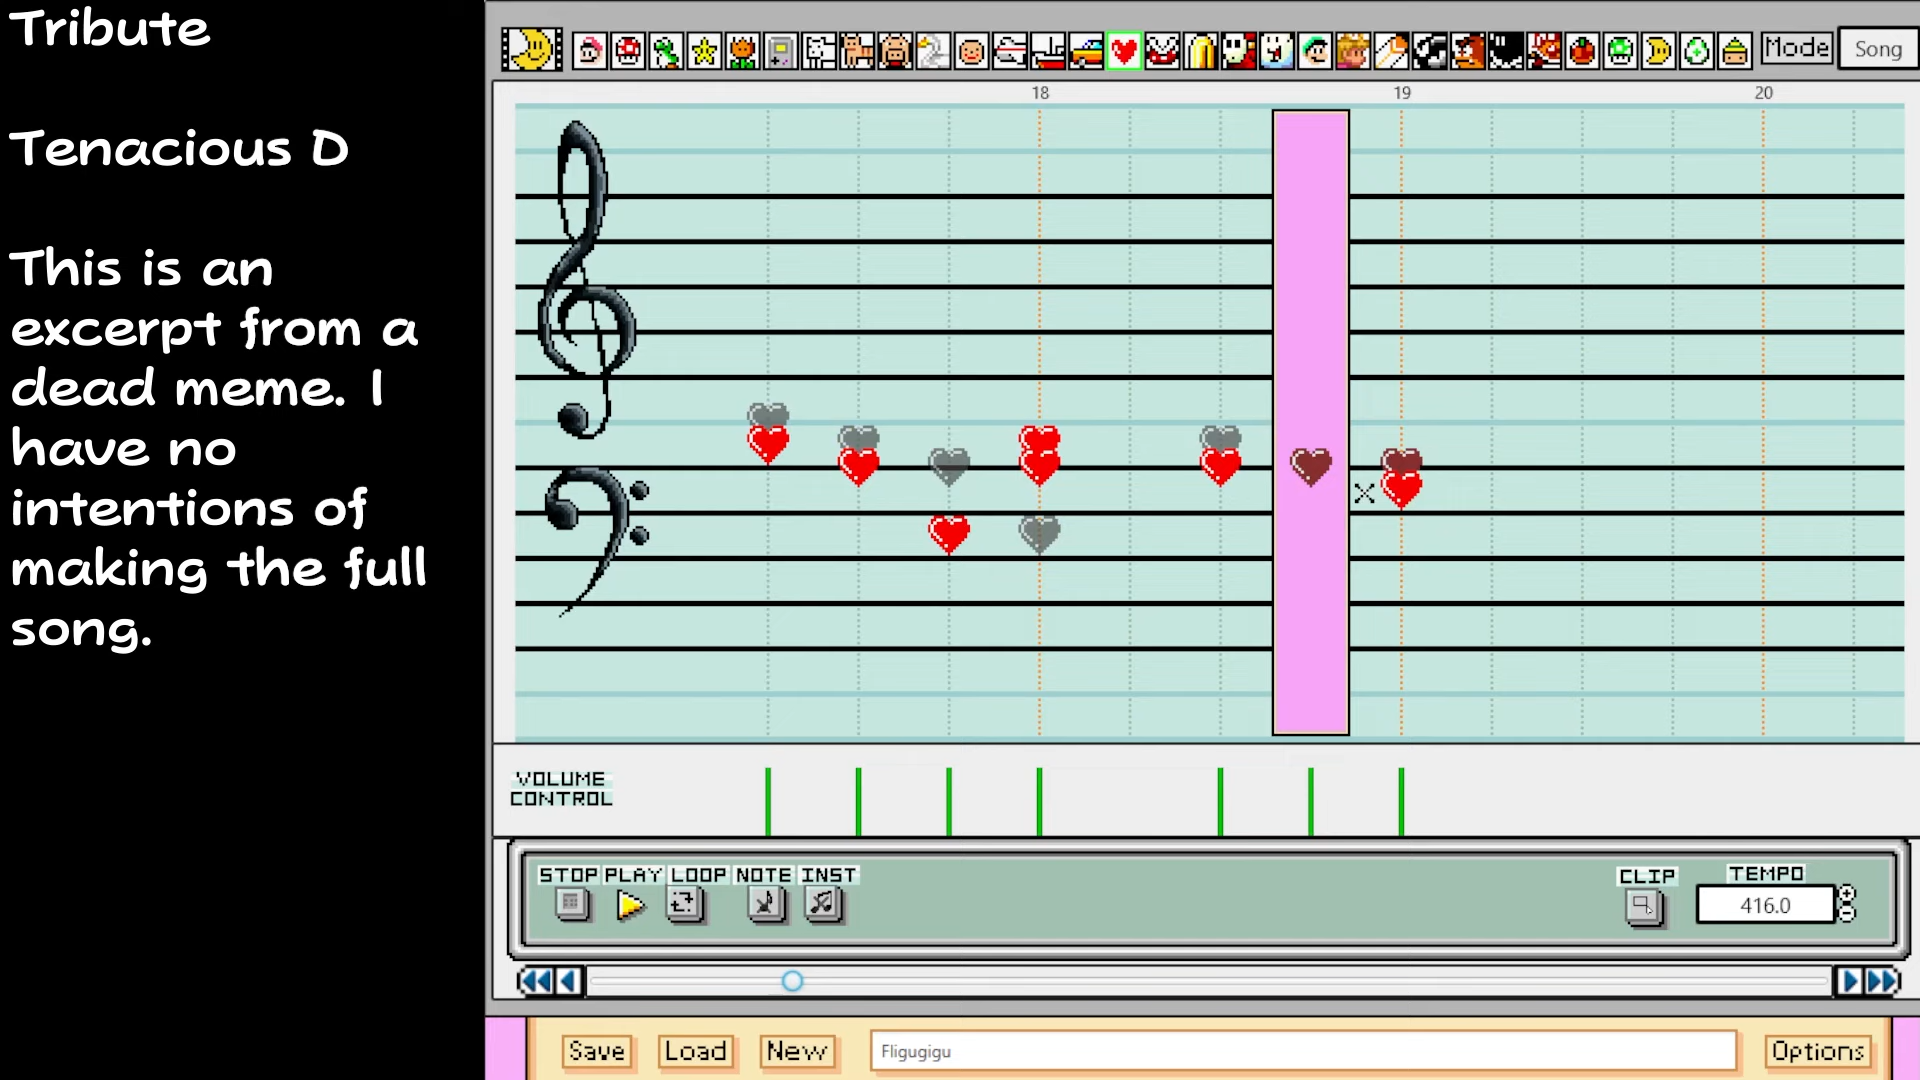 Tribute
Tenacious D
This is an
excerpt from a
dead meme. I
have no
intentions of
making the full
song.
Mode
Song
18
19
20
VOLUME
CONTROL
STOP PLAY LOOP NOTE INST
CLIP
TEMPO
416.0
Save
Load
New
Fligugigu
Options